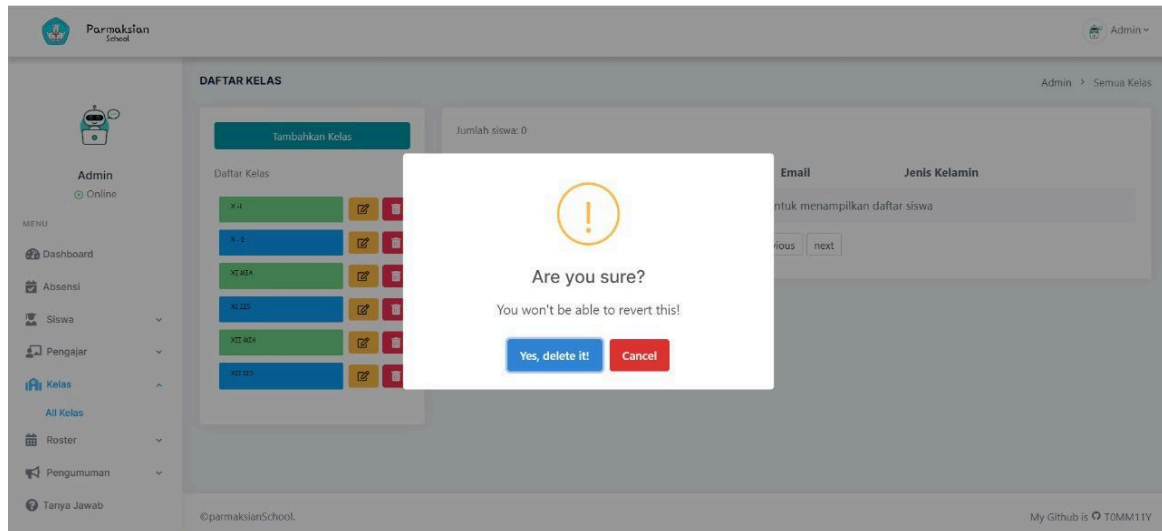 Parmaksian
School
Admin
DAFTAR KELAS
Admin > Semua Kelas
Admin
Online
MENU
Dashboard
Absensi
Siswa
Pengajar
Kelas
All Kelas
Roster
Pengumuman
Tanya Jawab
Tambahkan Kelas
Daftar Kelas
X -1
X - 2
XI MIA
XI IIS
XII MIA
XII IIS
Jumlah siswa: 0
Email Jenis Kelamin
menampilkan daftar siswa
next
!
Are you sure?
You won't be able to revert this!
Yes, delete it! Cancel
©parmaksianSchool.
My Github is T0MM11Y